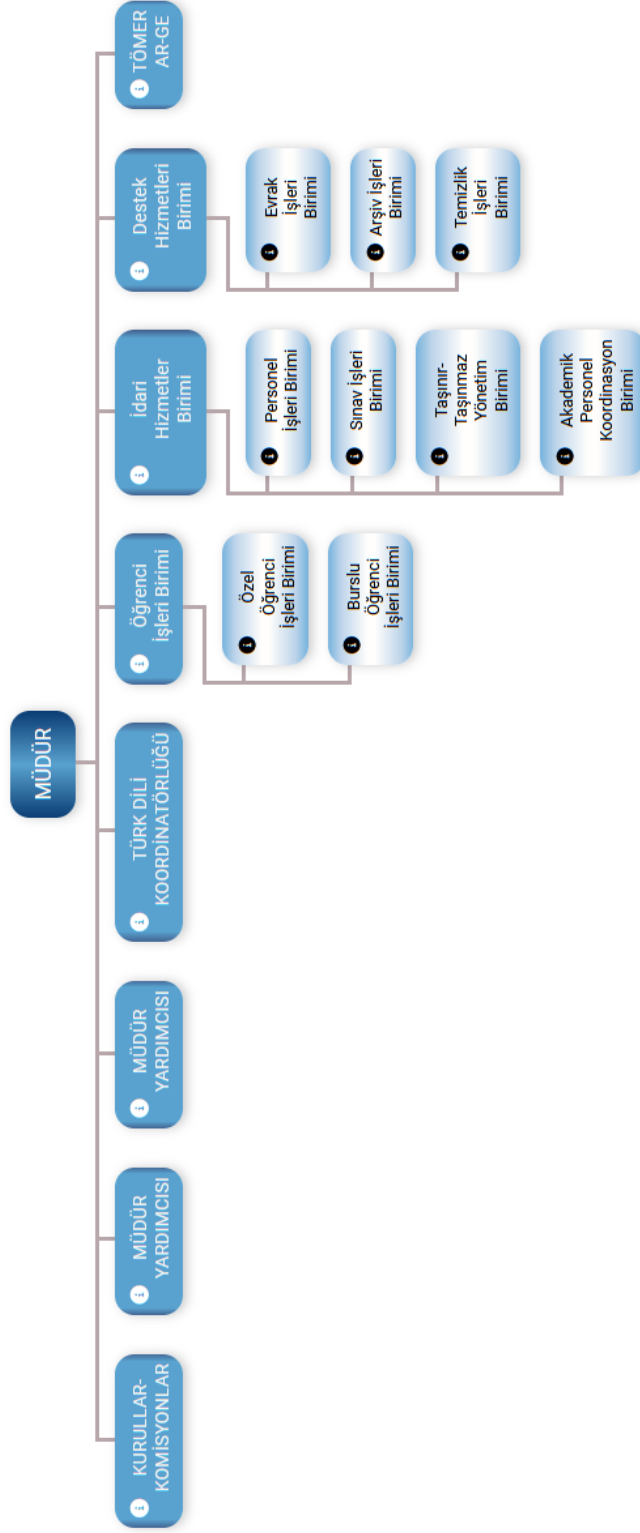 MÜDÜR
KURULLAR-
KOMİSYONLAR
MÜDÜR
YARDIMCISI
MÜDÜR
YARDIMCISI
TÜRK DİLİ
KOORDİNATÖRLÜĞÜ
Öğrenci
İşleri Birimi
Özel
Öğrenci
İşleri Birimi
Burslu
Öğrenci
İşleri Birimi
İdari
Hizmetler
Birimi
Personel
İşleri Birimi
Sınav İşleri
Birimi
Taşınır-
Taşınmaz
Yönetim
Birimi
Akademik
Personel
Koordinasyon
Birimi
Destek
Hizmetleri
Birimi
Evrak
İşleri
Birimi
Arşiv İşleri
Birimi
Temizlik
İşleri
Birimi
TÖMER
AR-GE